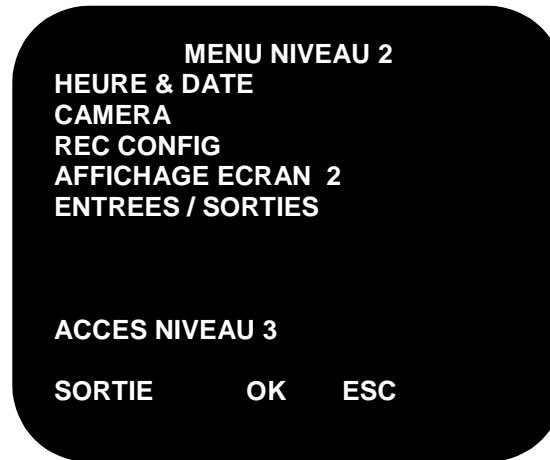 MENU NIVEAU 2
HEURE & DATE
CAMERA
REC CONFIG
AFFICHAGE ECRAN 2
ENTREES / SORTIES
ACCES NIVEAU 3
SORTIE OK ESC